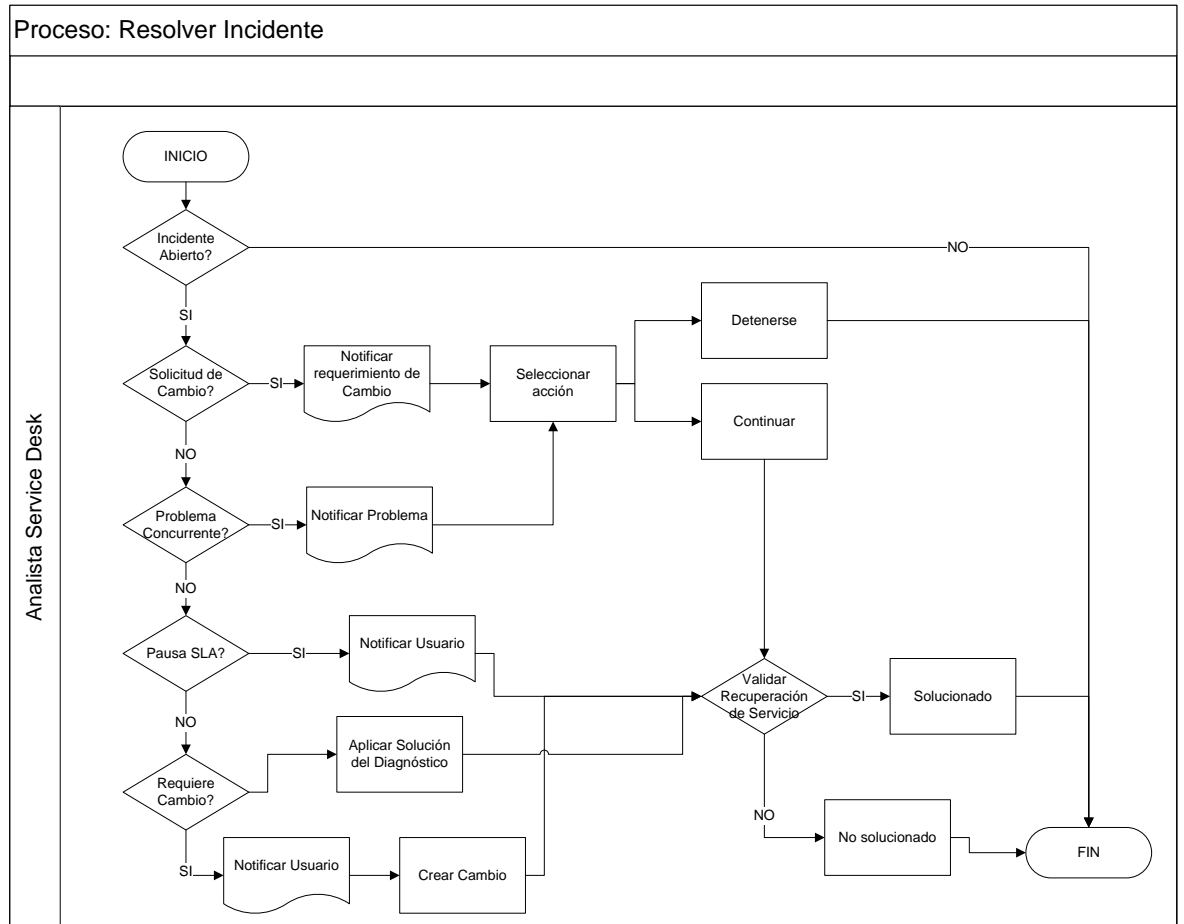 Proceso: Resolver Incidente
Analista Service Desk
INICIO
Incidente
Abierto?
NO
SI
Solicitud de
Cambio?
SI
Notificar
requerimiento de
Cambio
Seleccionar
acción
Detenerse
Continuar
NO
Problema
Concurrente?
SI
Notificar Problema
NO
Pausa SLA?
SI
Notificar Usuario
Validar
Recuperación
de Servicio
SI
Solucionado
NO
Requiere
Cambio?
Aplicar Solución
del Diagnóstico
NO
No solucionado
FIN
SI
Notificar Usuario
Crear Cambio